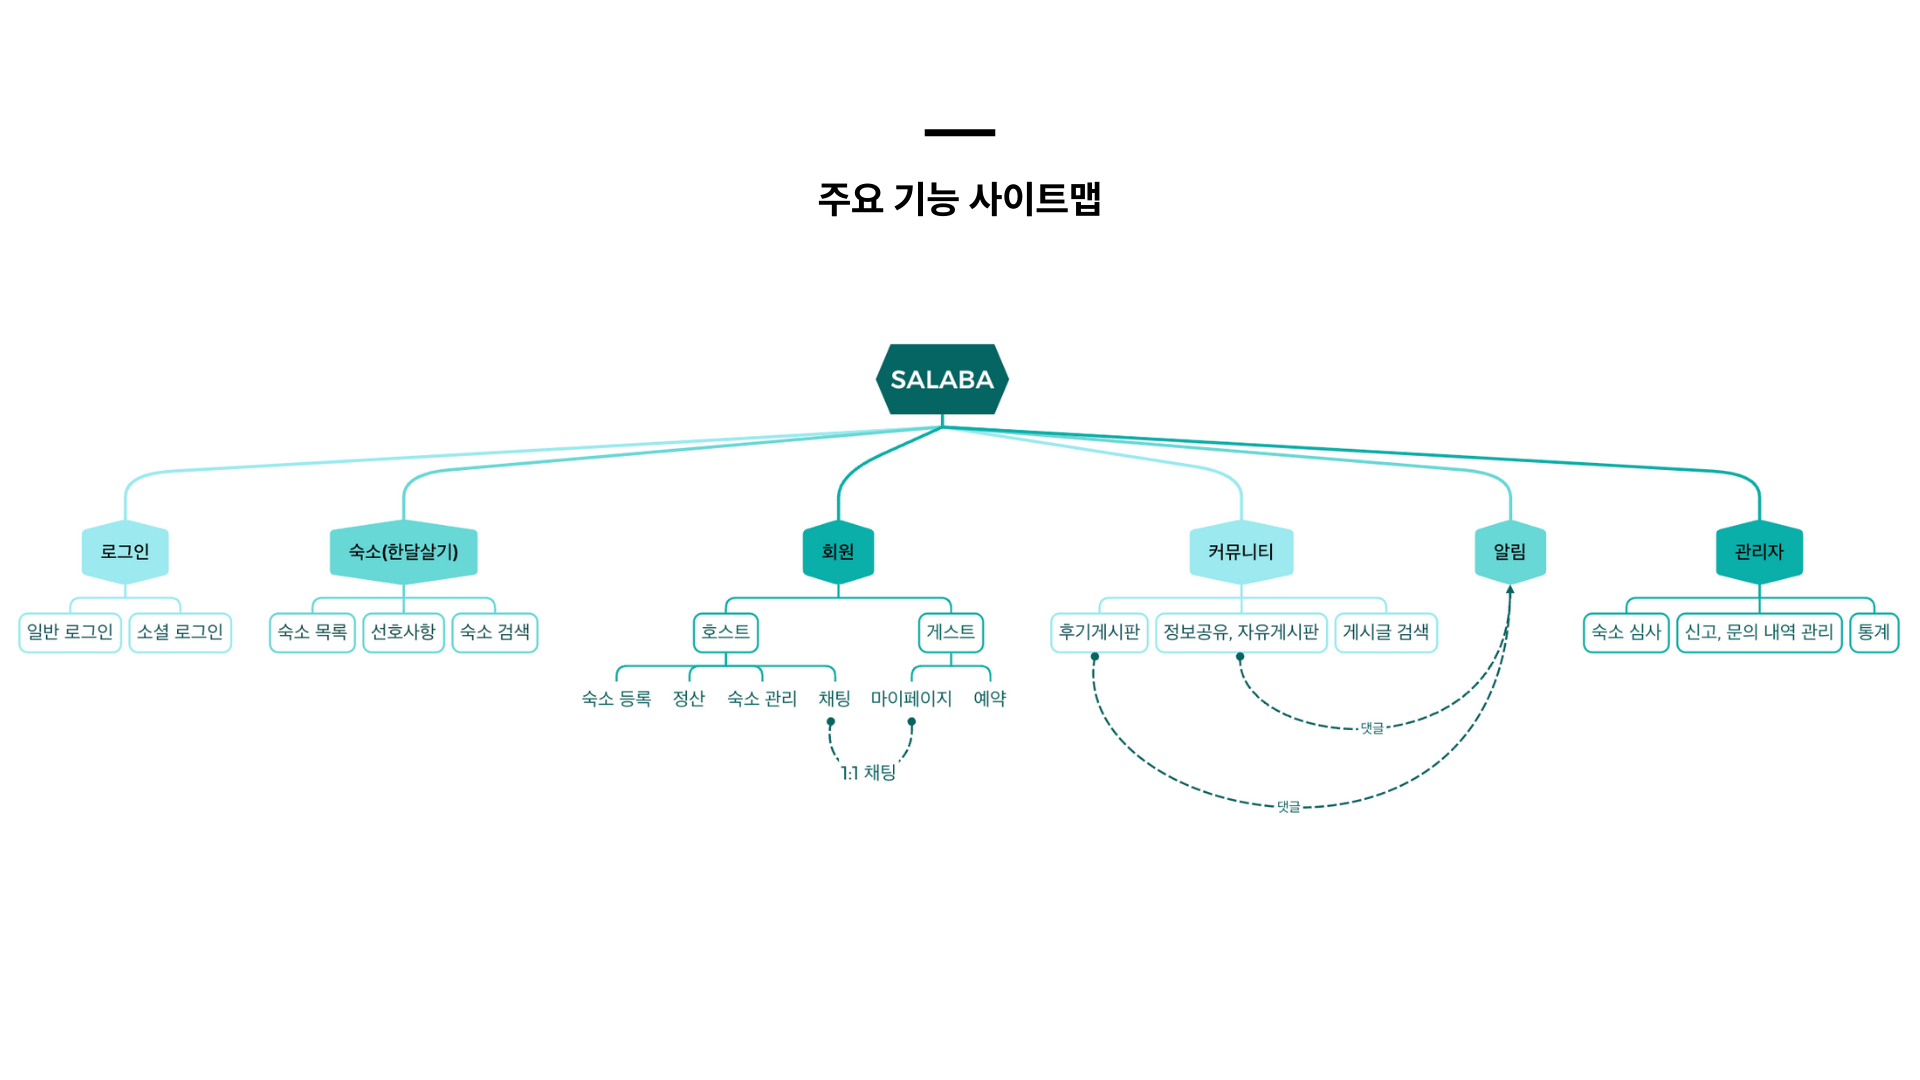 주요 기능 사이트맵
SALABA
로그인
숙소(한달살기)
회원
커뮤니티
알림
관리자
일반 로그인
소셜 로그인
숙소 목록
선호사항
숙소 검색
호스트
게스트
후기게시판
정보공유, 자유게시판
게시글 검색
숙소 심사
신고, 문의 내역 관리
통계
숙소 등록
정산
숙소 관리
채팅
마이페이지
예약
댓글
1:1 채팅
댓글